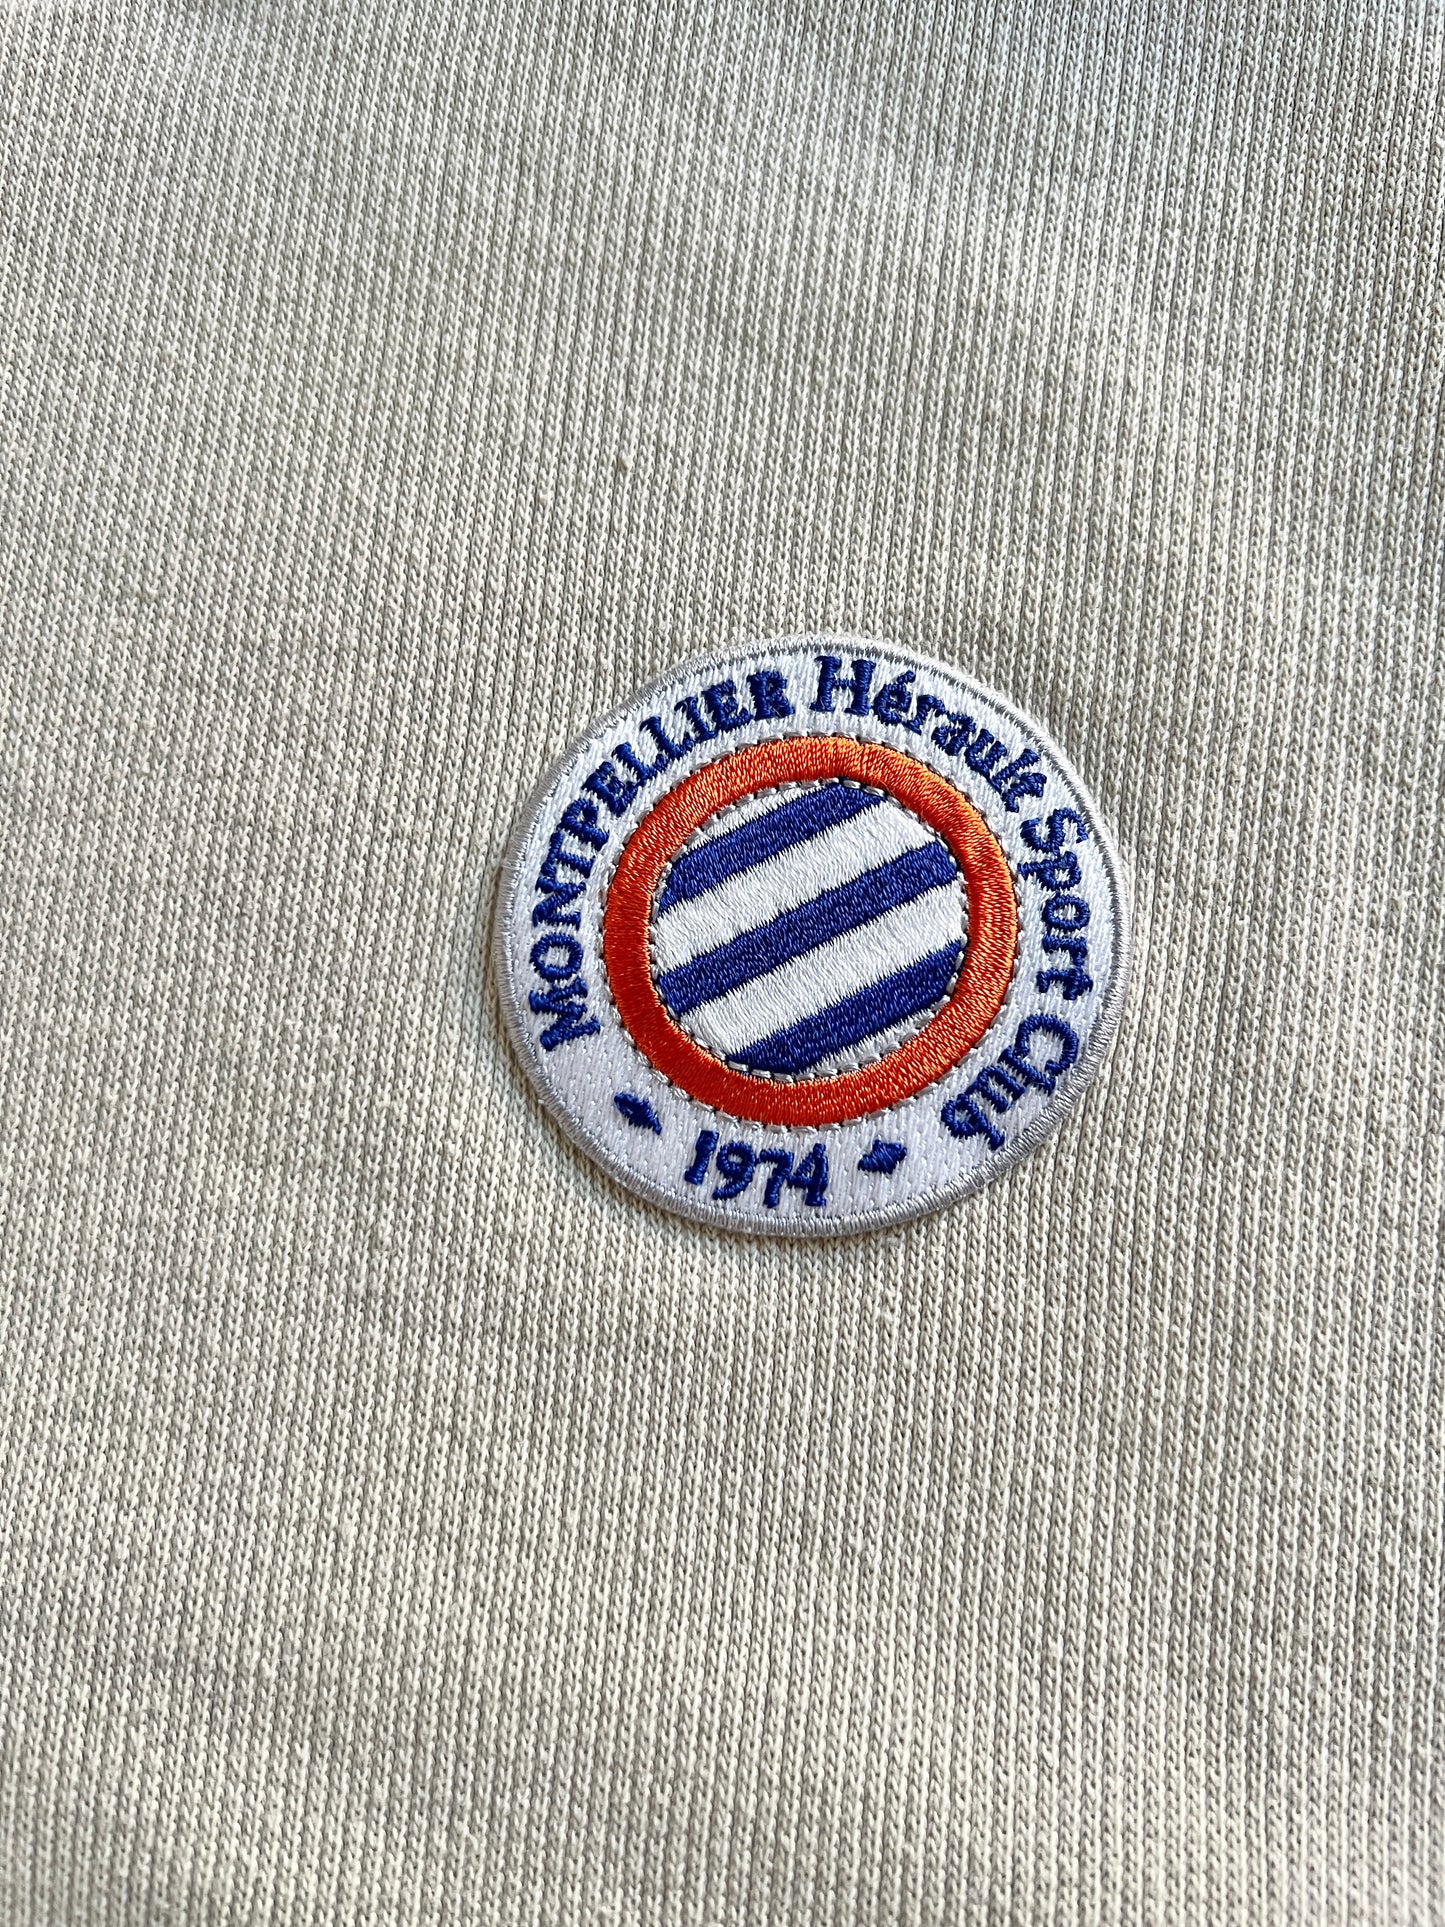 MONTPELLIER Hérault Sport Club
1974